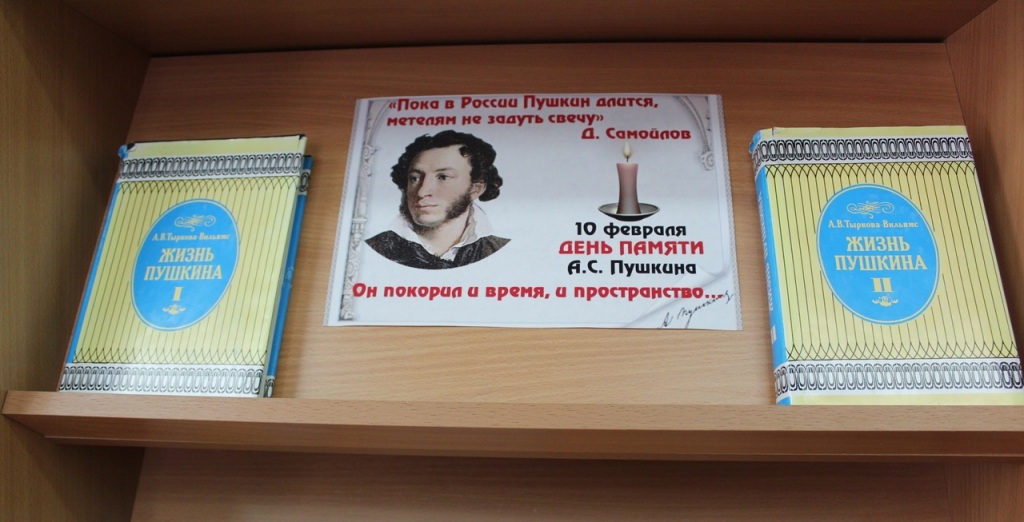 «Пока в России Пушкин длится,
метелям не задуть свечу»
Д. Самойлов
10 февраля
ДЕНЬ ПАМЯТИ
А.С. Пушкина
Он покорил и время, и пространство...
А Пушкин
А.В.Тыркова-Вильямс
ЖИЗНЬ
ПУШКИНА
I
А.В.Тыркова-Вильямс
ЖИЗНЬ
ПУШКИНА
II